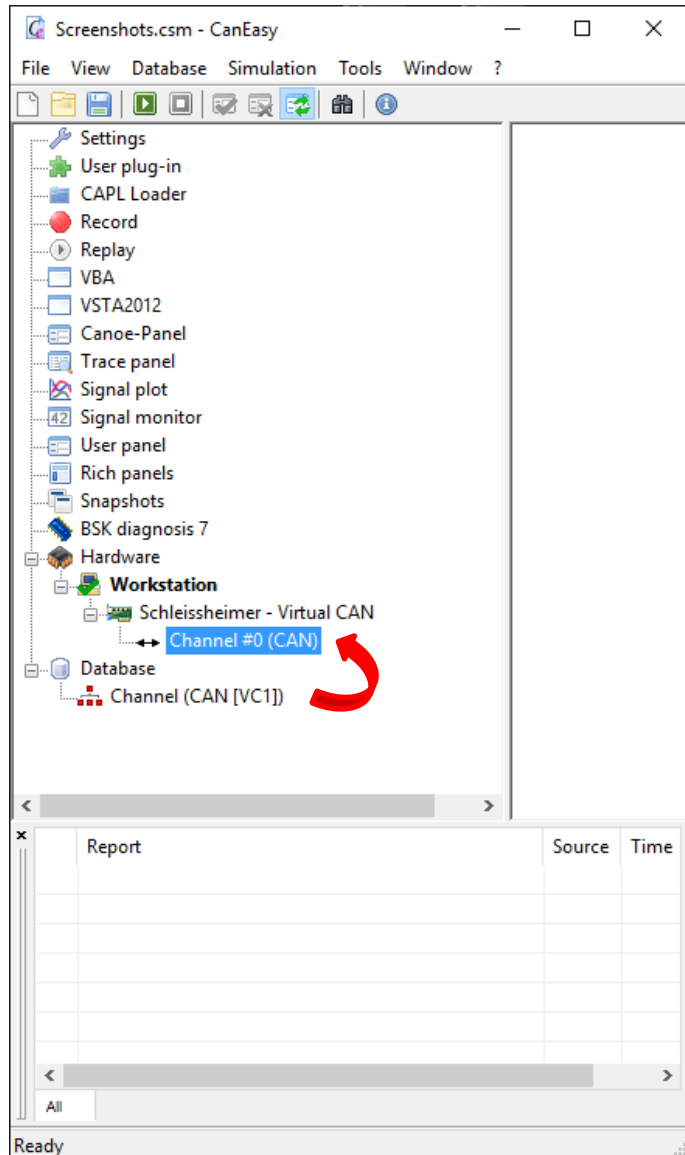 Screenshots.csm - CanEasy
File View Database Simulation Tools Window ?
Settings
User plug-in
CAPL Loader
Record
Replay
VBA
VSTA2012
Canoe-Panel
Trace panel
Signal plot
42 Signal monitor
User panel
Rich panels
Snapshots
BSK diagnosis 7
Hardware
Workstation
Schleissheimer - Virtual CAN
Channel #0 (CAN)
Database
Channel (CAN [VC1])
Report Source Time
All
Ready